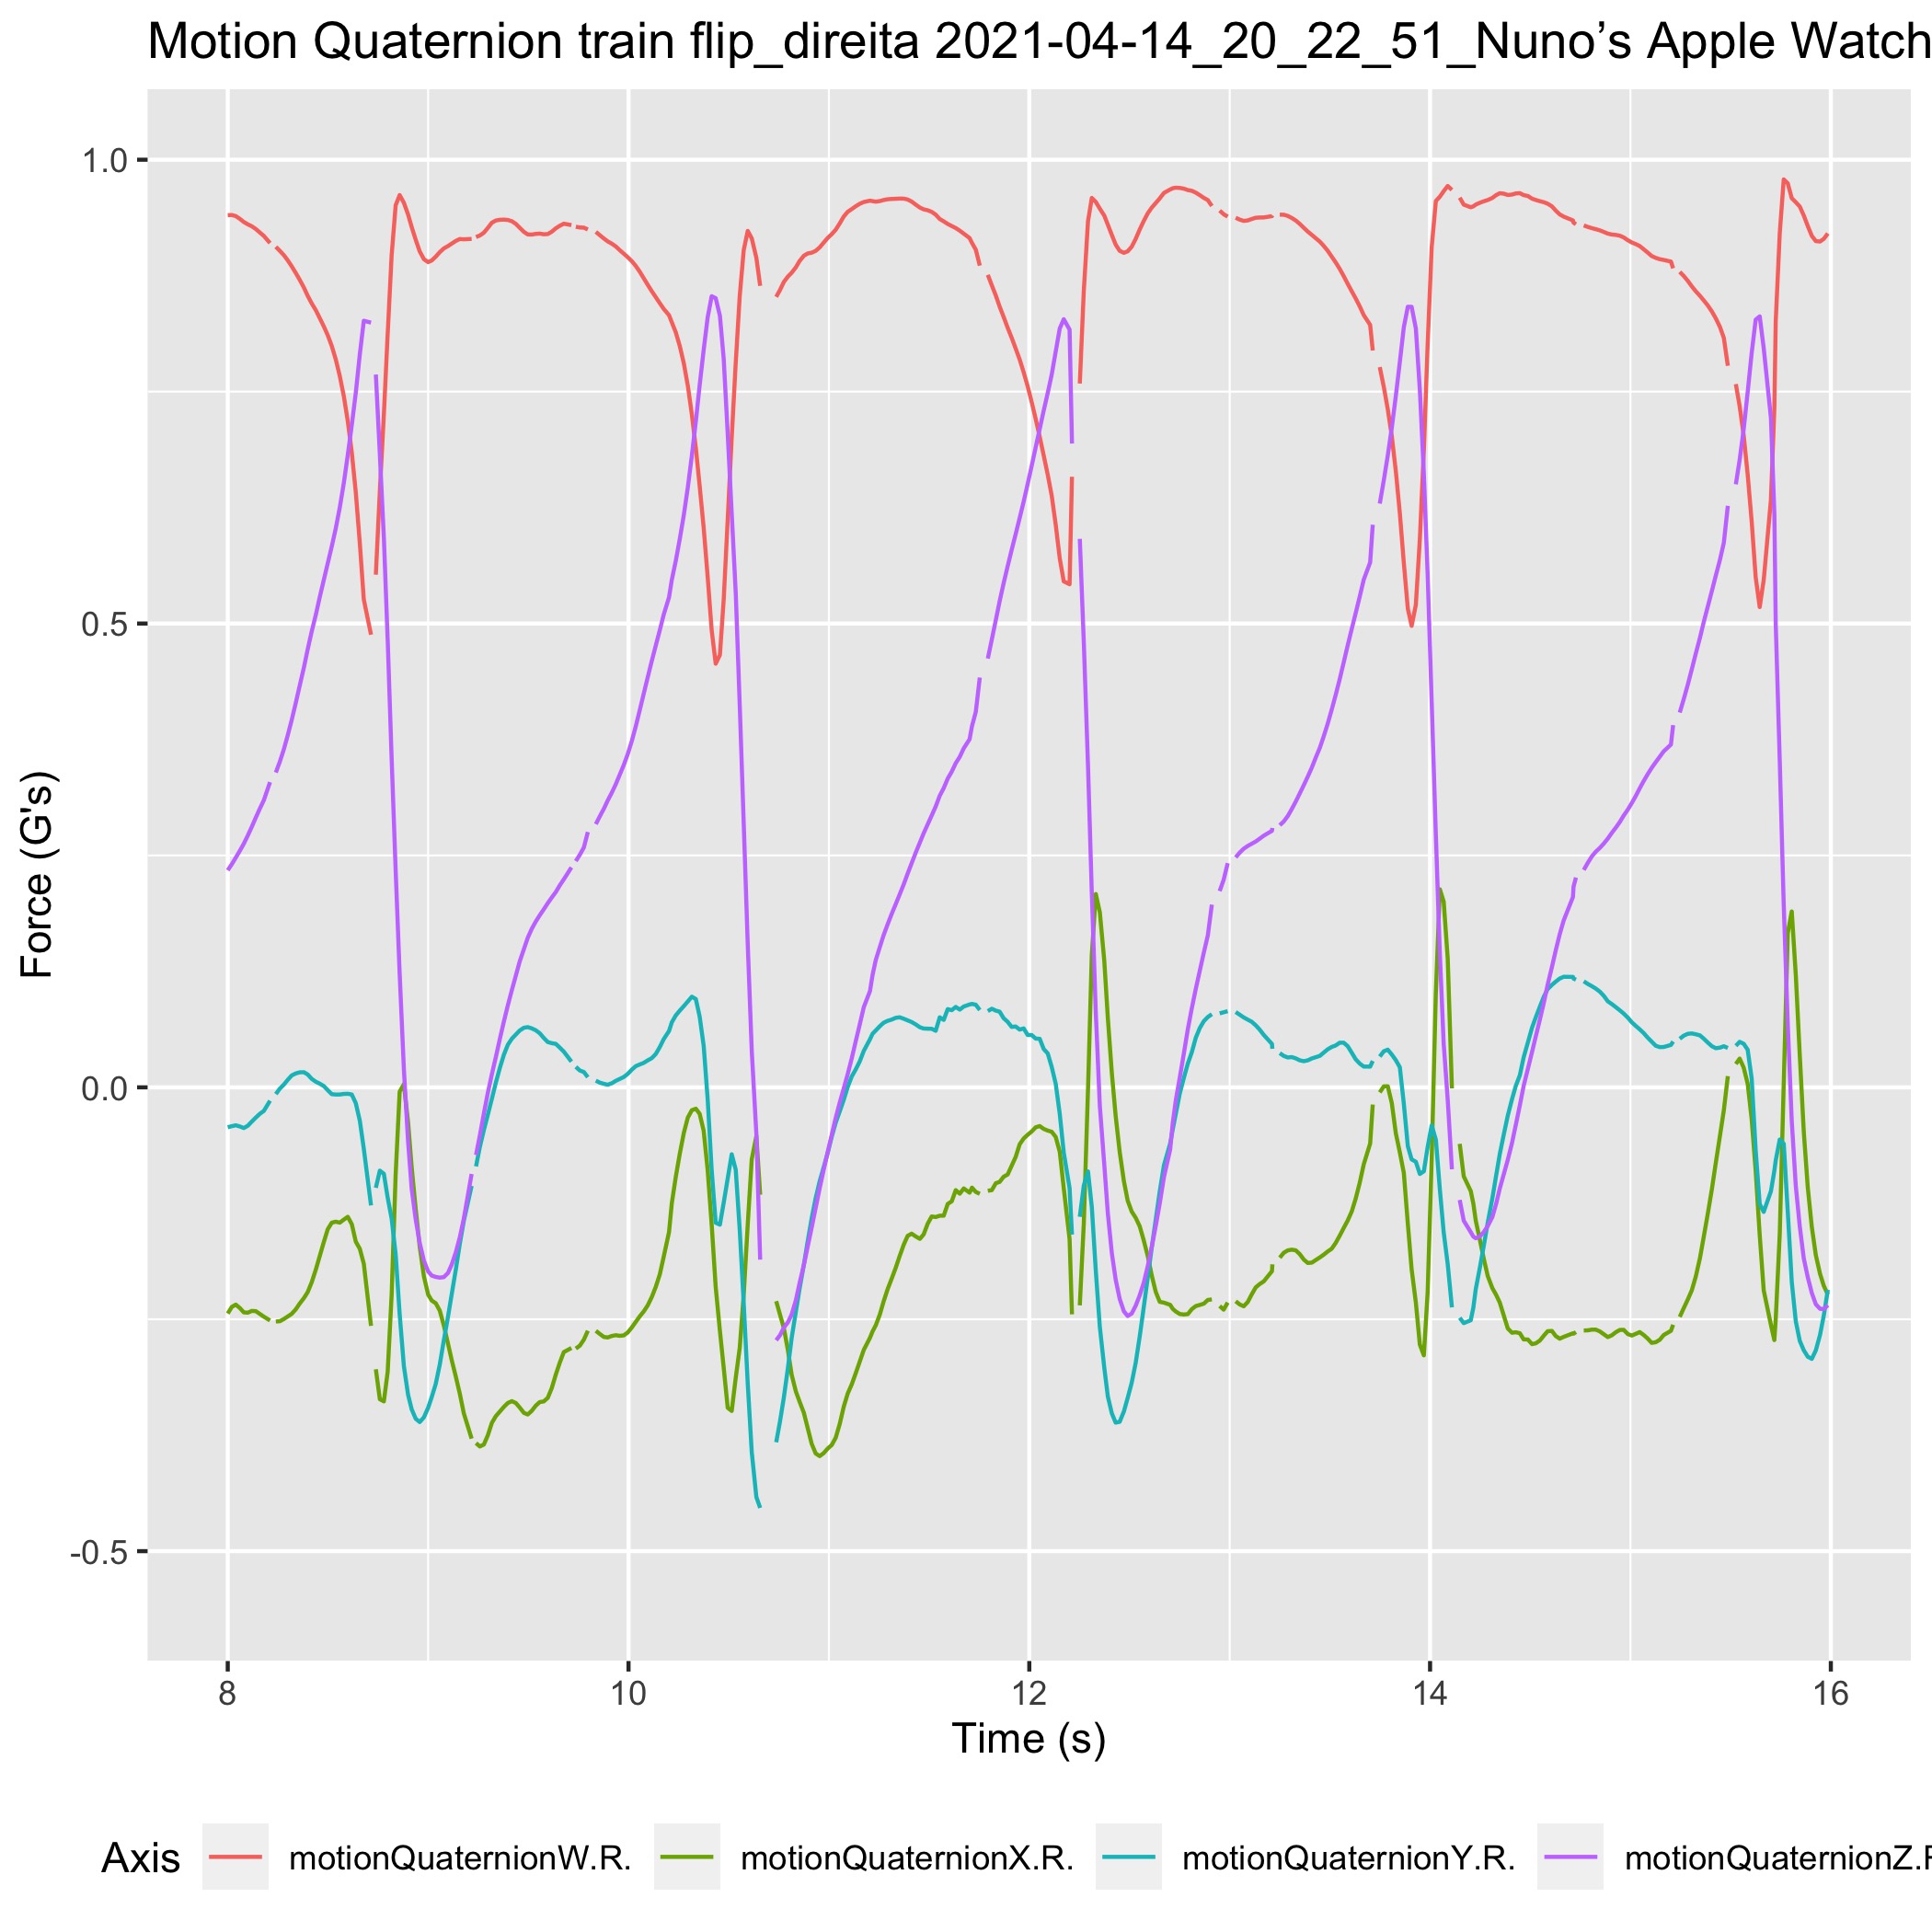 Motion Quaternion train flip_direita 2021-04-14_20_22_51_Nuno’s Apple Watch
1.0
0.5
0.0
-0.5
Force (G's)
8 10 12 14 16
Time (s)
Axis motionQuaternionW.R. motionQuaternionX.R. motionQuaternionY.R. motionQuaternionZ.R